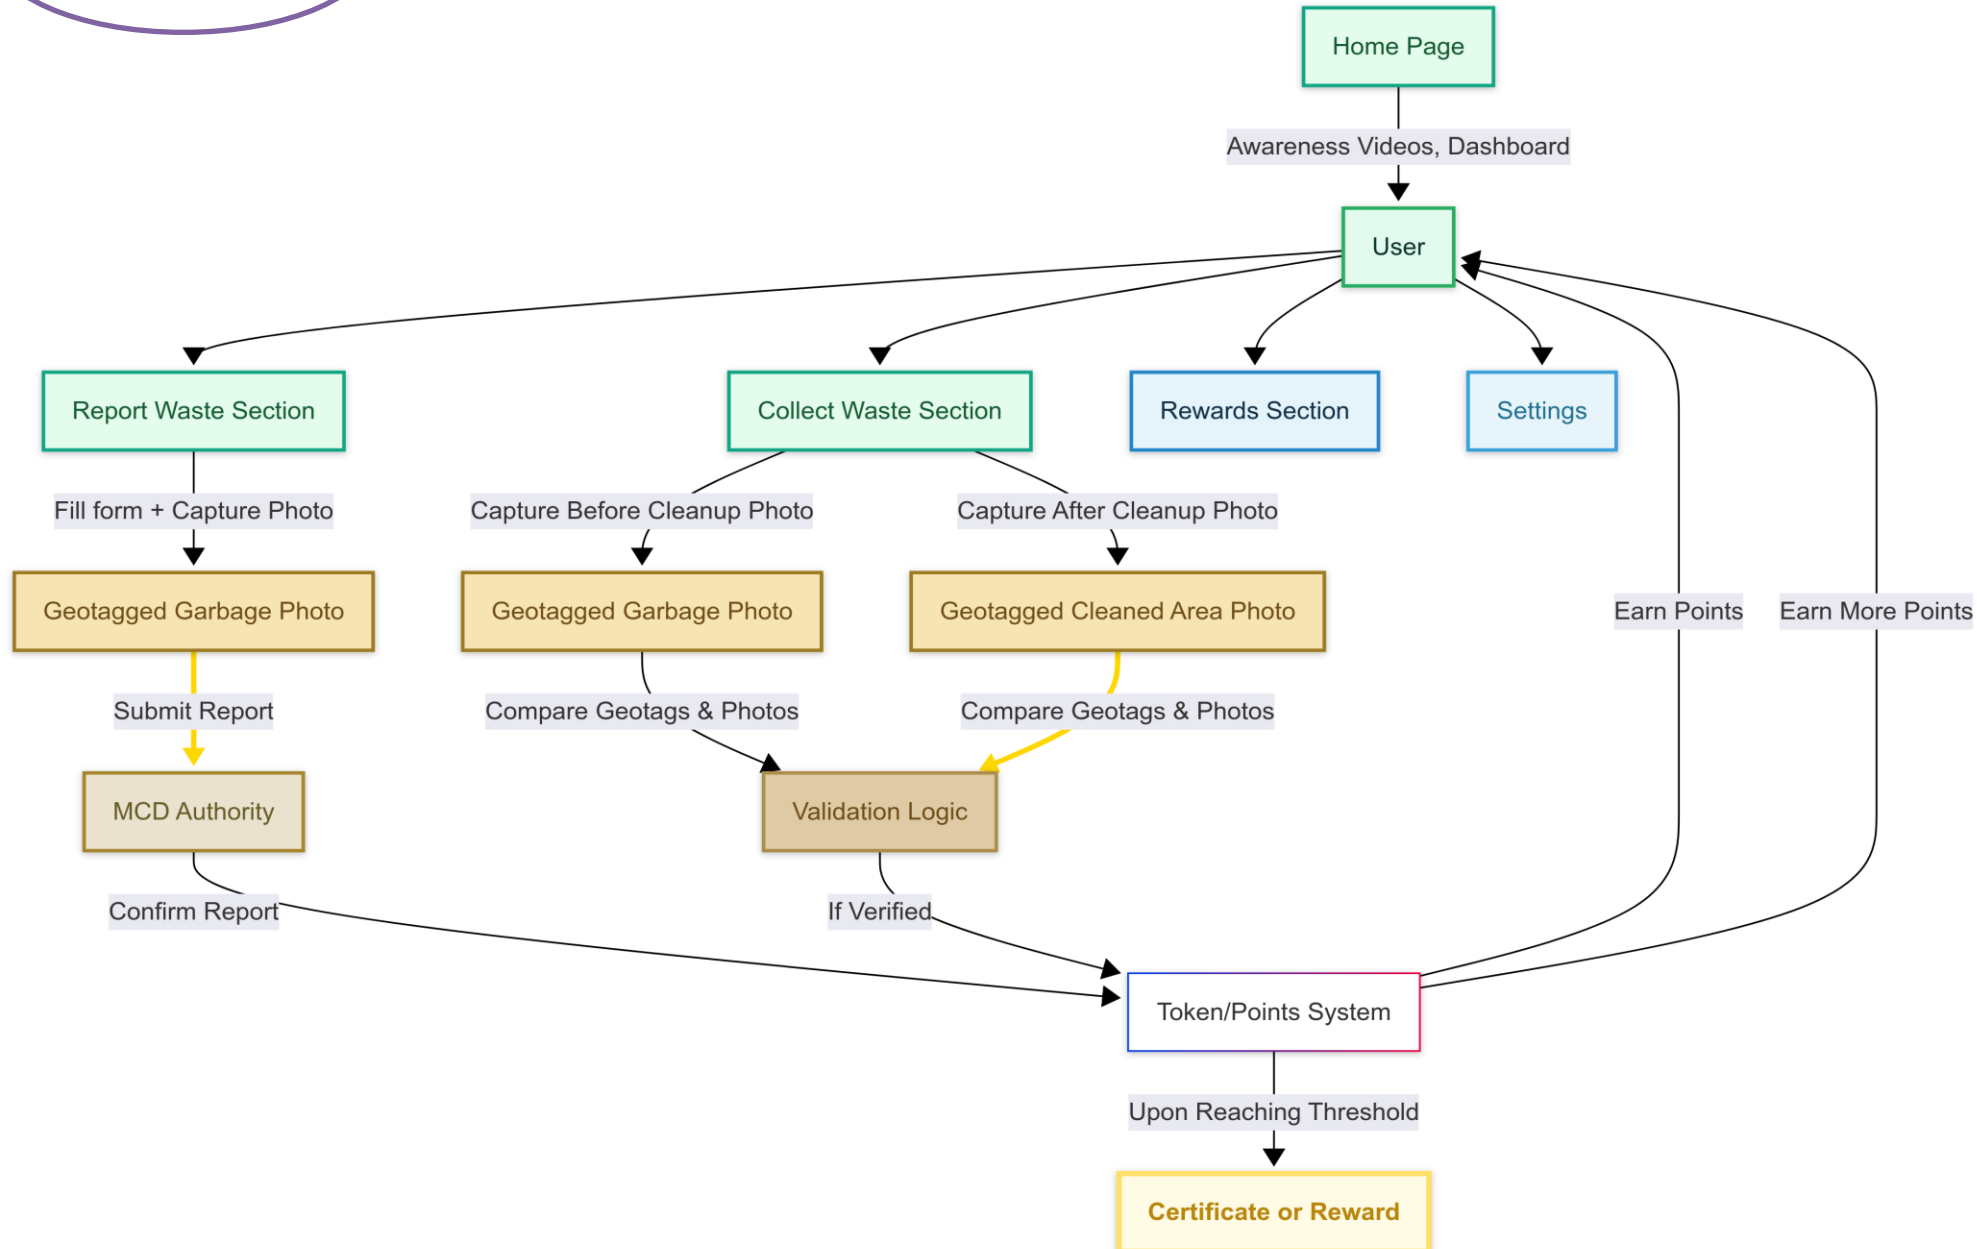 Home Page
Awareness Videos, Dashboard
User
Report Waste Section
Collect Waste Section
Rewards Section
Settings
Fill form + Capture Photo
Capture Before Cleanup Photo
Capture After Cleanup Photo
Geotagged Garbage Photo
Geotagged Garbage Photo
Geotagged Cleaned Area Photo
Earn Points
Earn More Points
Submit Report
Compare Geotags & Photos
Compare Geotags & Photos
MCD Authority
Validation Logic
Confirm Report
If Verified
Token/Points System
Upon Reaching Threshold
Certificate or Reward